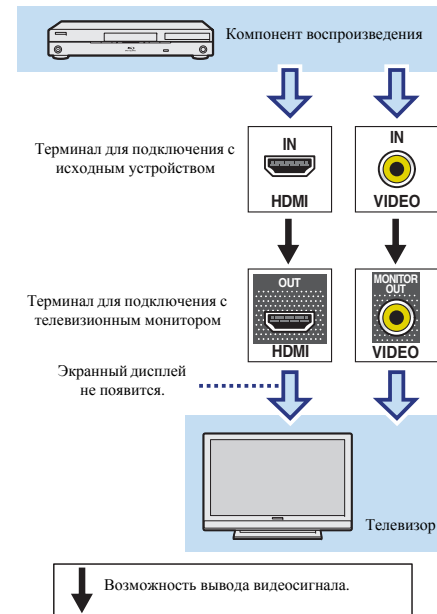 Компонент воспроизведения
Терминал для подключения с
исходным устройством
IN
HDMI
IN
VIDEO
Терминал для подключения с
телевизионным монитором
OUT
HDMI
MONITOR
OUT
VIDEO
Экранный дисплей
не появится.
Телевизор
Возможность вывода видеосигнала.